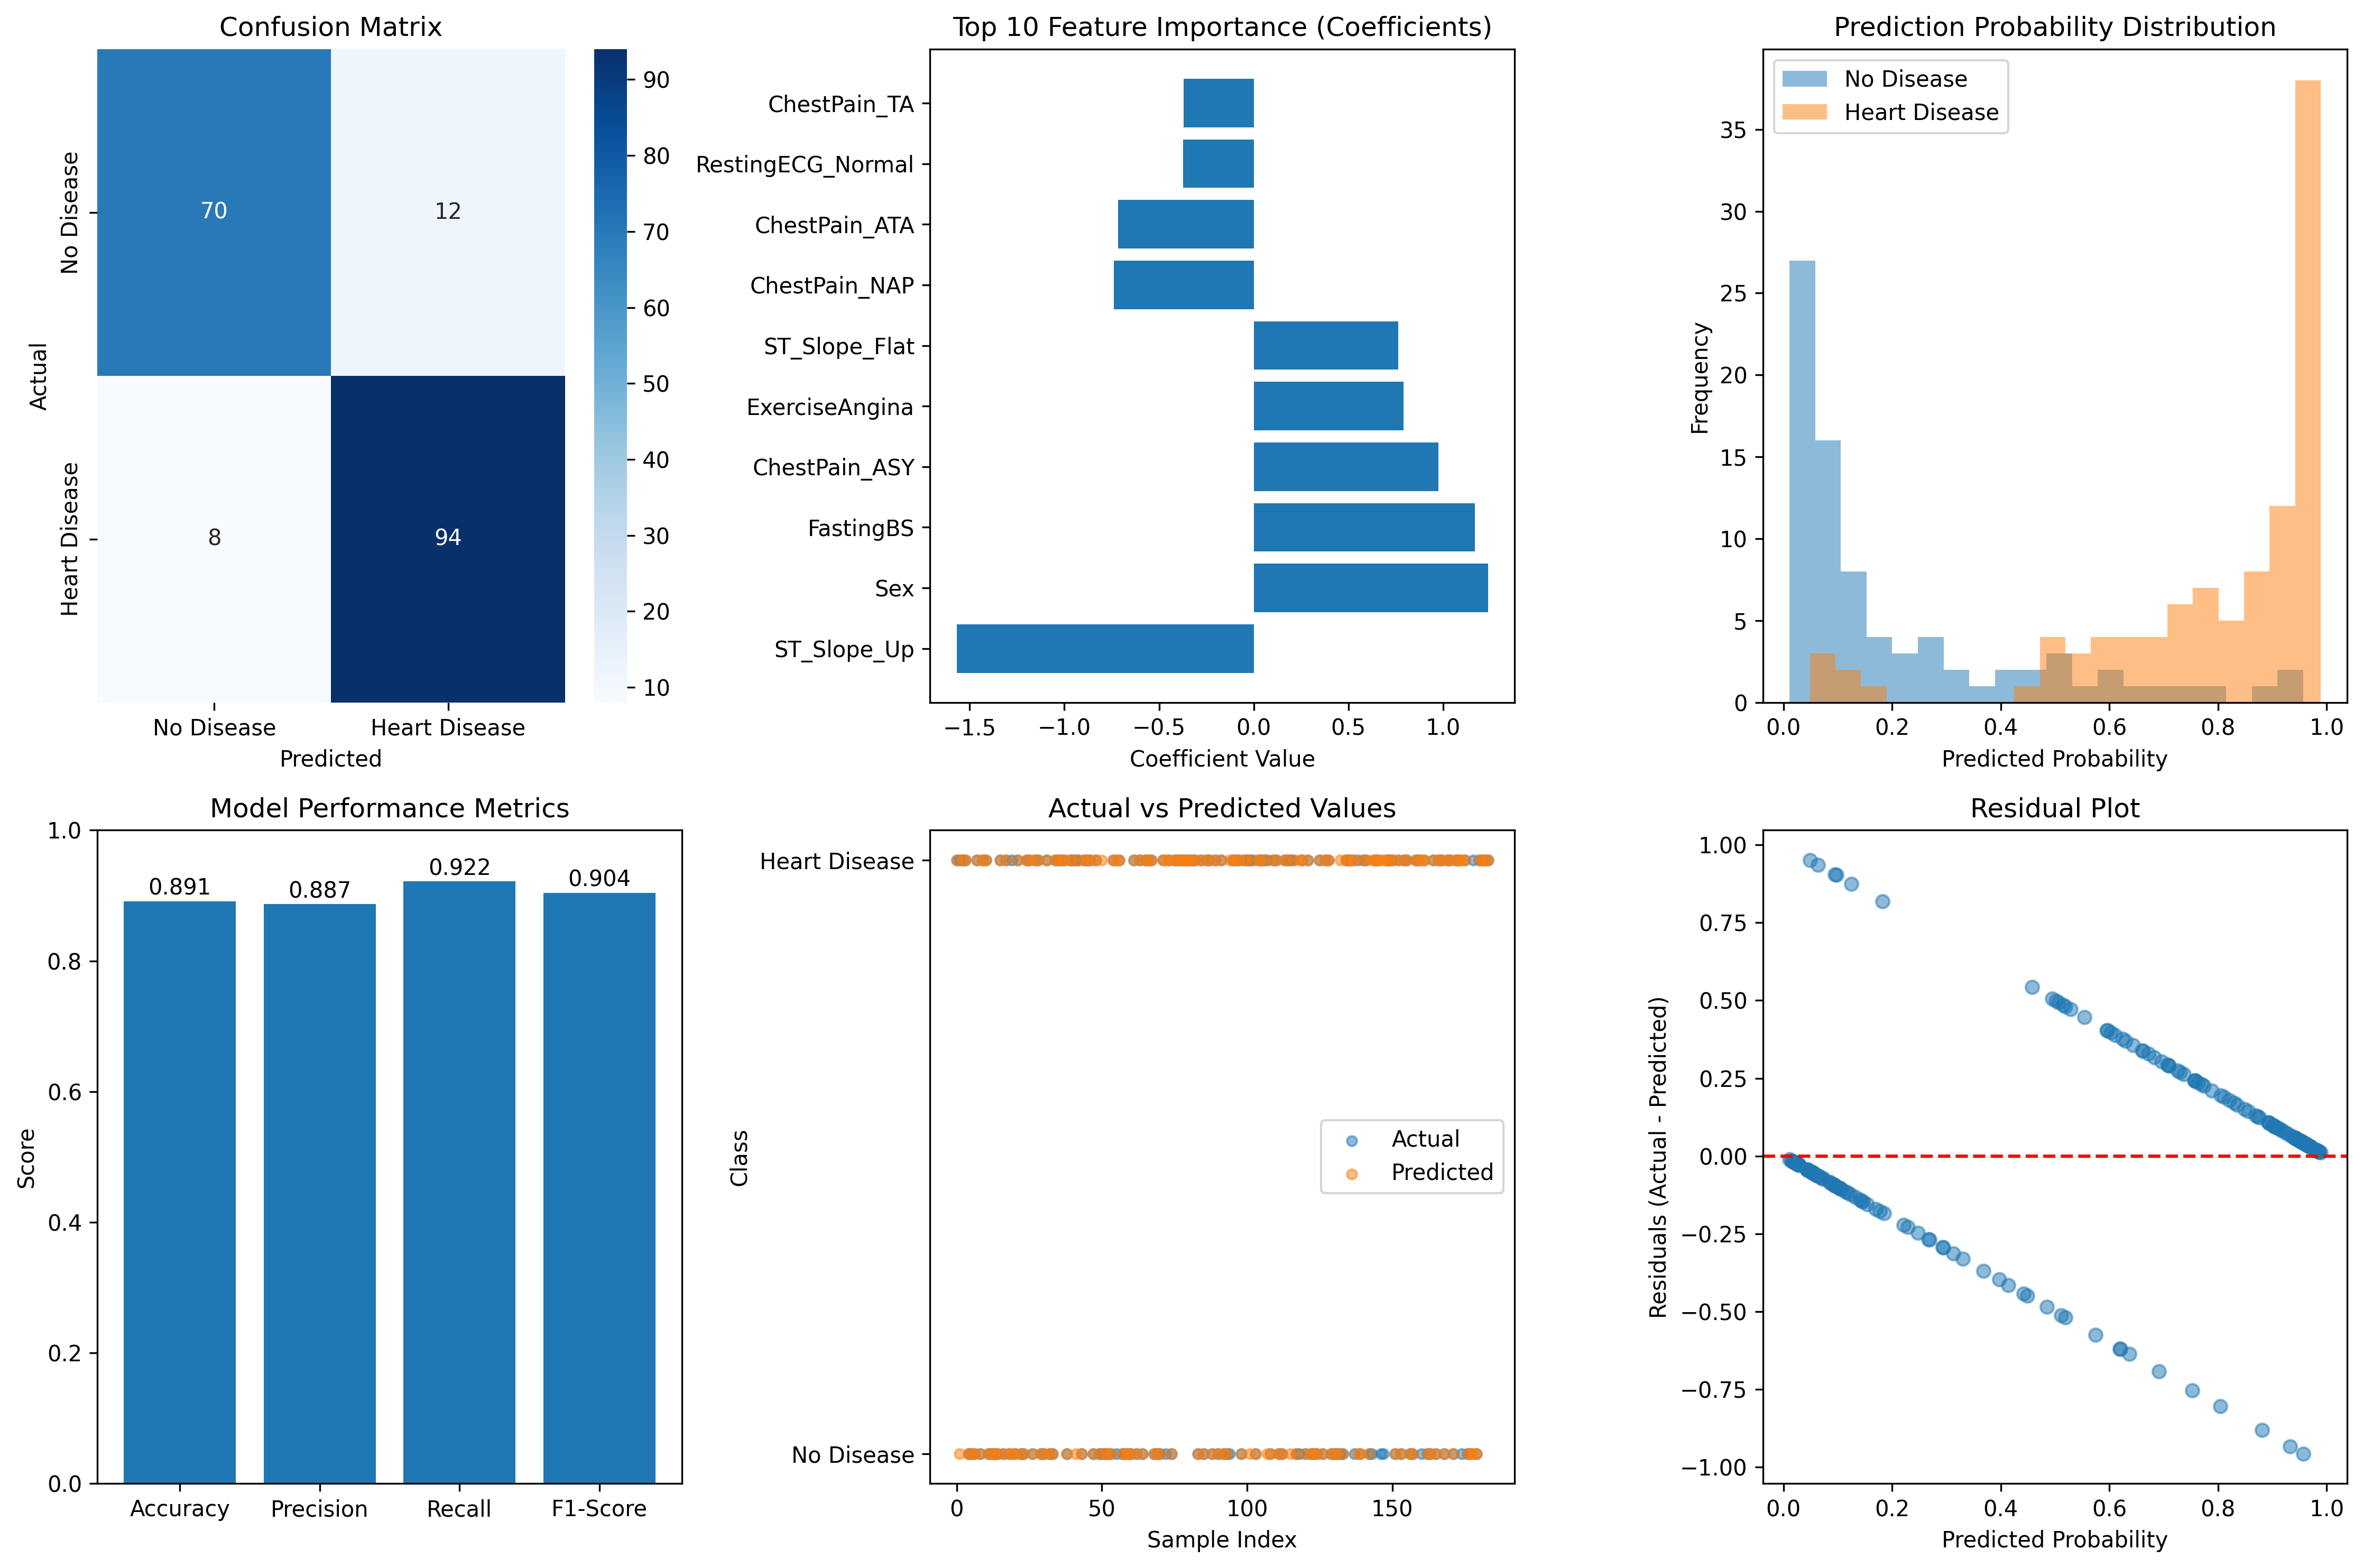 Confusion Matrix
Actual
No Disease
Heart Disease
70
12
8
94
No Disease
Heart Disease
Predicted
90
80
70
60
50
40
30
20
10
Top 10 Feature Importance (Coefficients)
ChestPain_TA
RestingECG_Normal
ChestPain_ATA
ChestPain_NAP
ST_Slope_Flat
ExerciseAngina
ChestPain_ASY
FastingBS
Sex
ST_Slope_Up
−1.5
−1.0
−0.5
0.0
0.5
1.0
Coefficient Value
Prediction Probability Distribution
No Disease
Heart Disease
Frequency
35
30
25
20
15
10
5
0
0.0
0.2
0.4
0.6
0.8
1.0
Predicted Probability
Model Performance Metrics
Score
1.0
0.8
0.6
0.4
0.2
0.0
0.891
0.887
0.922
0.904
Accuracy
Precision
Recall
F1-Score
Actual vs Predicted Values
Class
Heart Disease
No Disease
Actual
Predicted
0
50
100
150
Sample Index
Residual Plot
Residuals (Actual - Predicted)
1.00
0.75
0.50
0.25
0.00
−0.25
−0.50
−0.75
−1.00
0.0
0.2
0.4
0.6
0.8
1.0
Predicted Probability